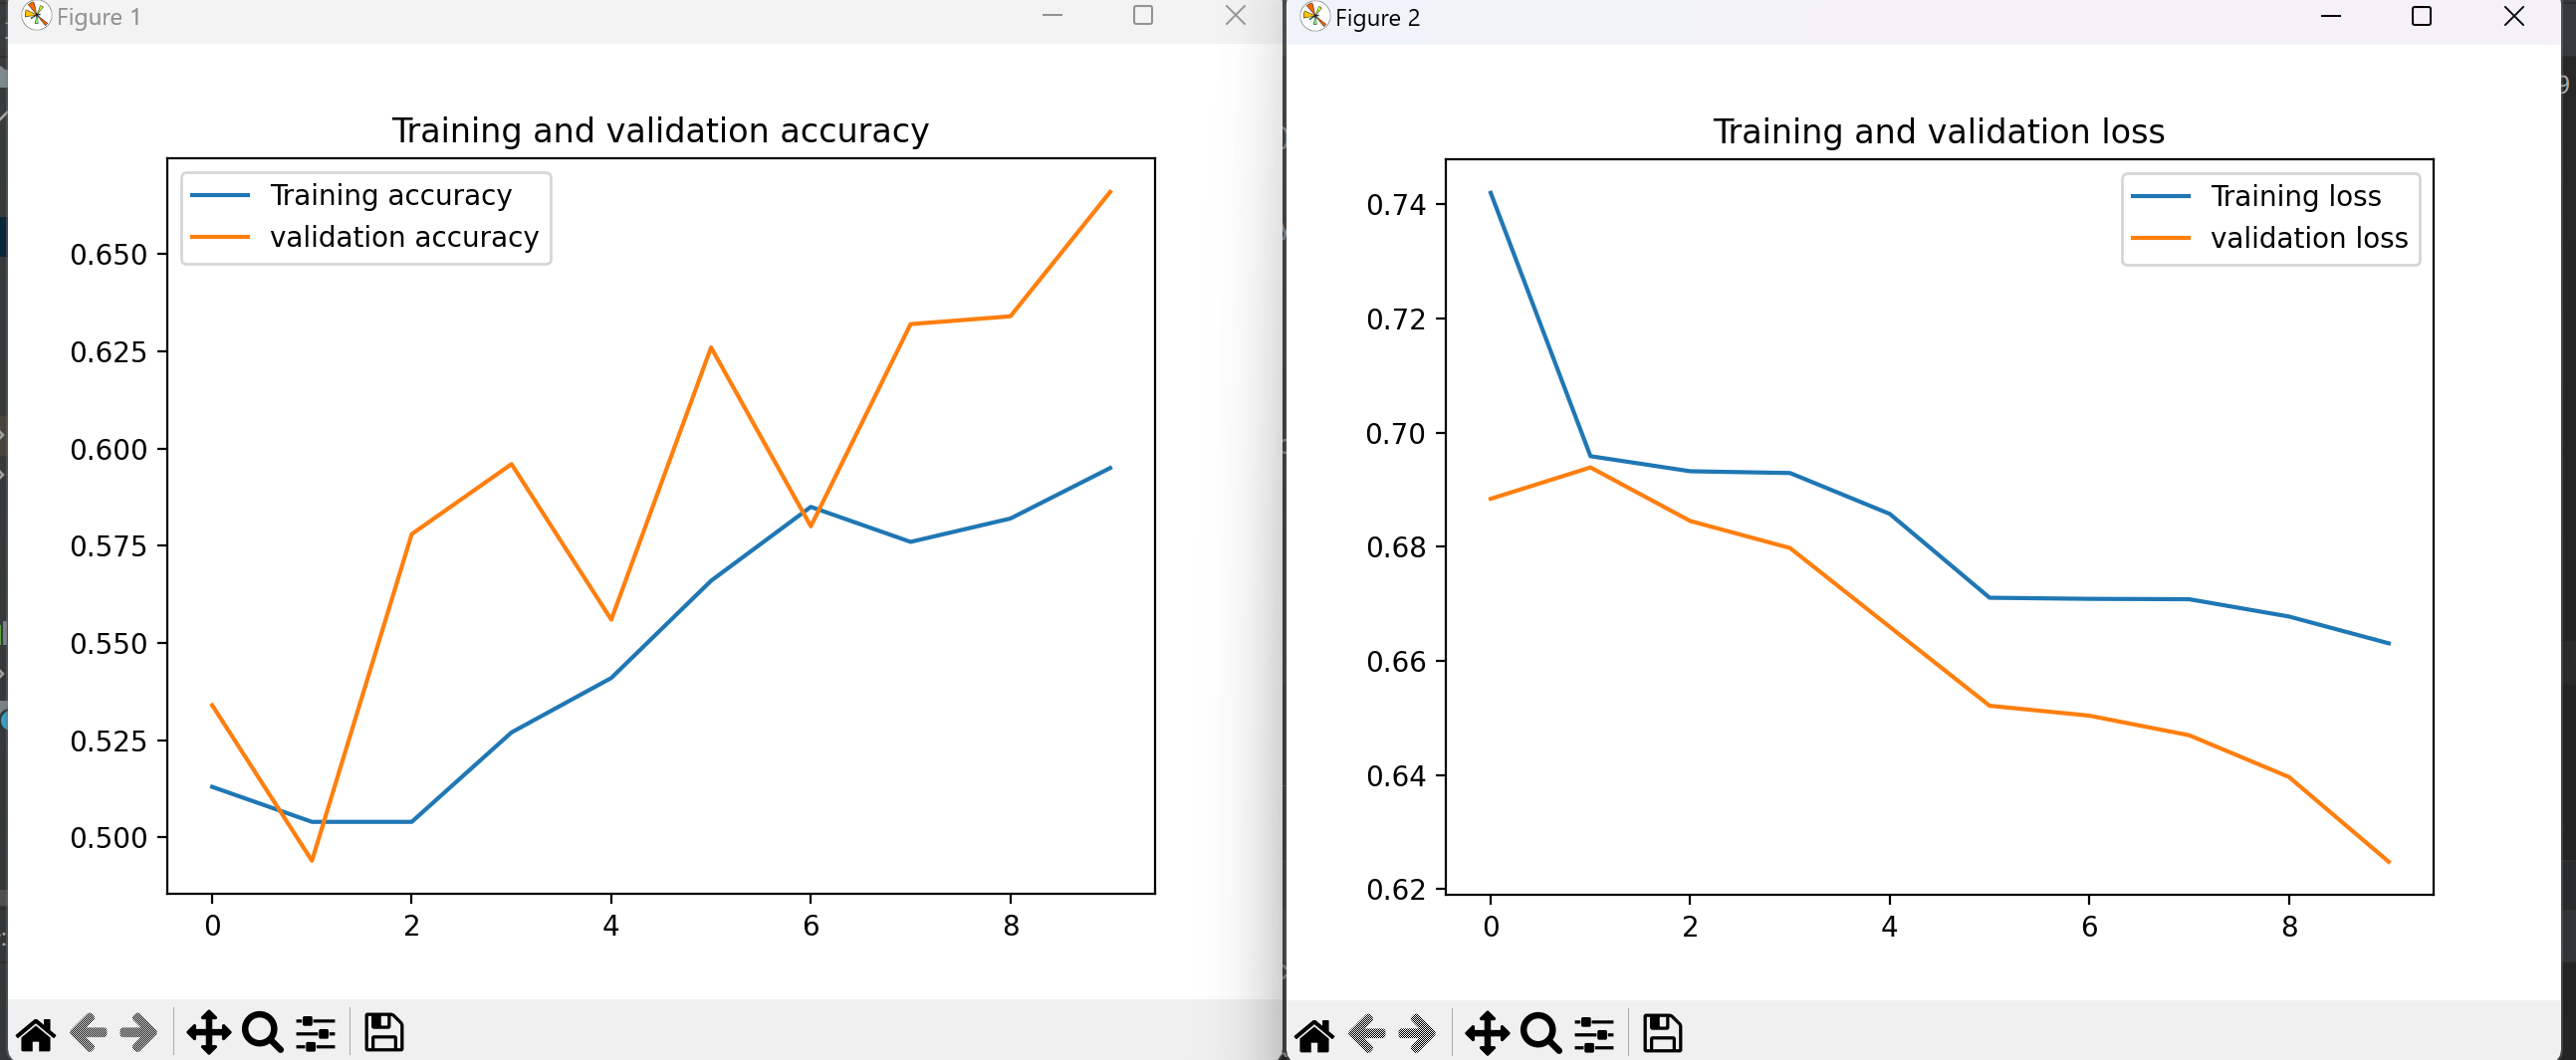 Figure 1
Training and validation accuracy
Training accuracy
validation accuracy
0.650
0.625
0.600
0.575
0.550
0.525
0.500
0 2 4 6 8
Figure 2
Training and validation loss
Training loss
validation loss
0.74
0.72
0.70
0.68
0.66
0.64
0.62
0 2 4 6 8
9